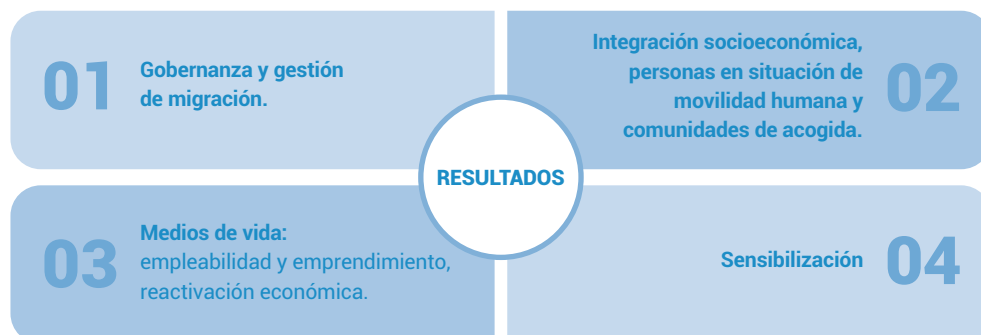 01
Gobernanza y gestión
de migración.
Integración socioeconómica,
personas en situación de
movilidad humana y
comunidades de acogida.
02
RESULTADOS
03
Medios de vida:
empleabilidad y emprendimiento,
reactivación económica.
Sensibilización
04